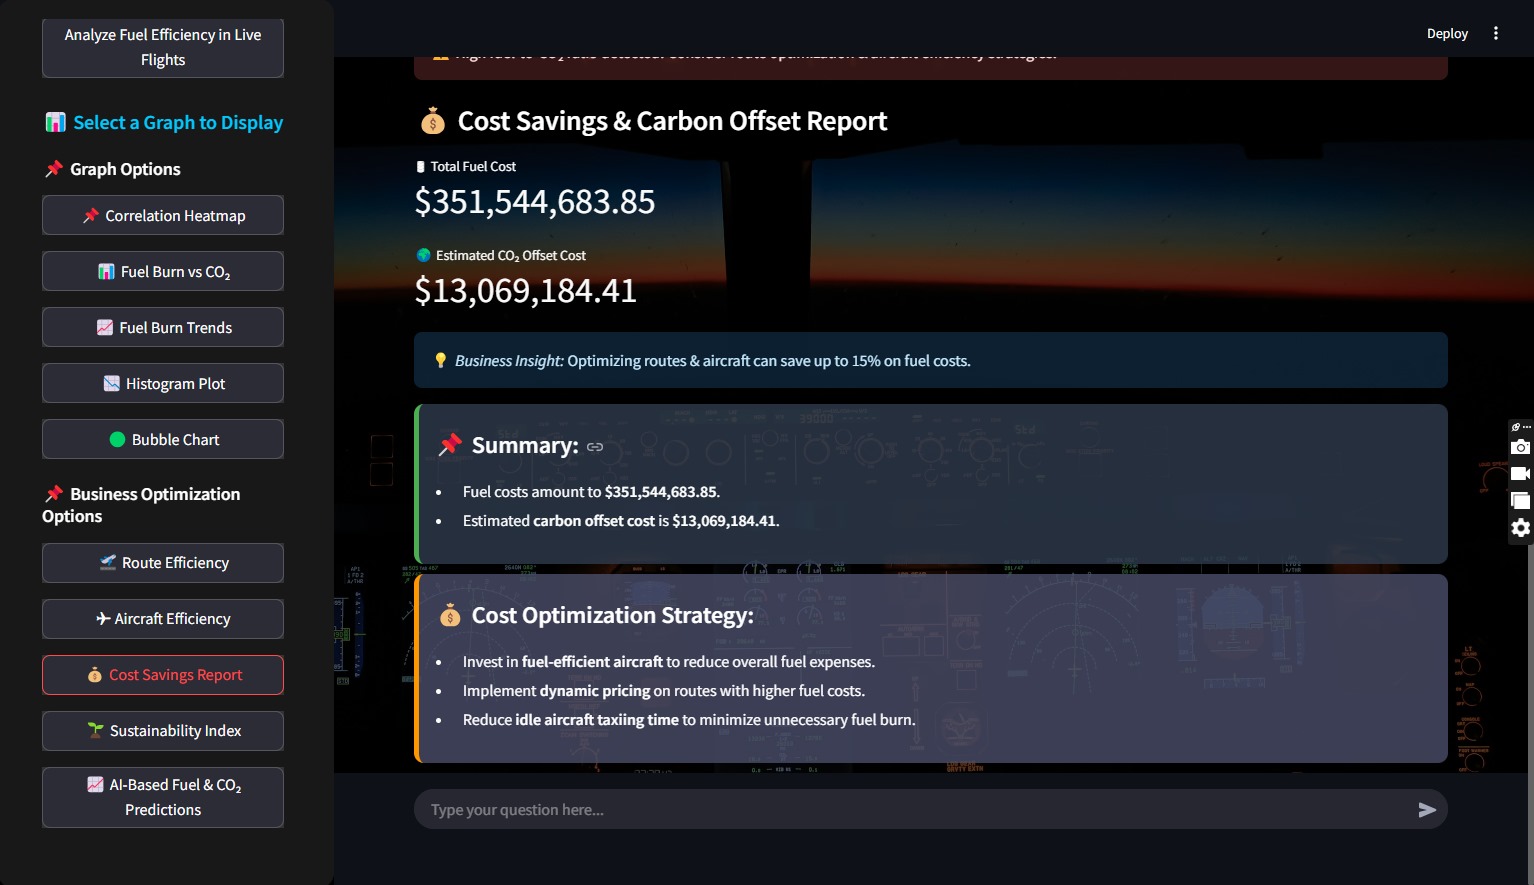 Analyze Fuel Efficiency in Live
Flights
Select a Graph to Display
Graph Options
Correlation Heatmap
Fuel Burn vs CO₂
Fuel Burn Trends
Histogram Plot
Bubble Chart
Business Optimization
Options
Route Efficiency
Aircraft Efficiency
Cost Savings Report
Sustainability Index
AI-Based Fuel & CO₂
Predictions
Deploy
Cost Savings & Carbon Offset Report
Total Fuel Cost
$351,544,683.85
Estimated CO₂ Offset Cost
$13,069,184.41
Business Insight: Optimizing routes & aircraft can save up to 15% on fuel costs.
Summary:
Fuel costs amount to $351,544,683.85.
Estimated carbon offset cost is $13,069,184.41.
Cost Optimization Strategy:
Invest in fuel-efficient aircraft to reduce overall fuel expenses.
Implement dynamic pricing on routes with higher fuel costs.
Reduce idle aircraft taxiing time to minimize unnecessary fuel burn.
Type your question here...